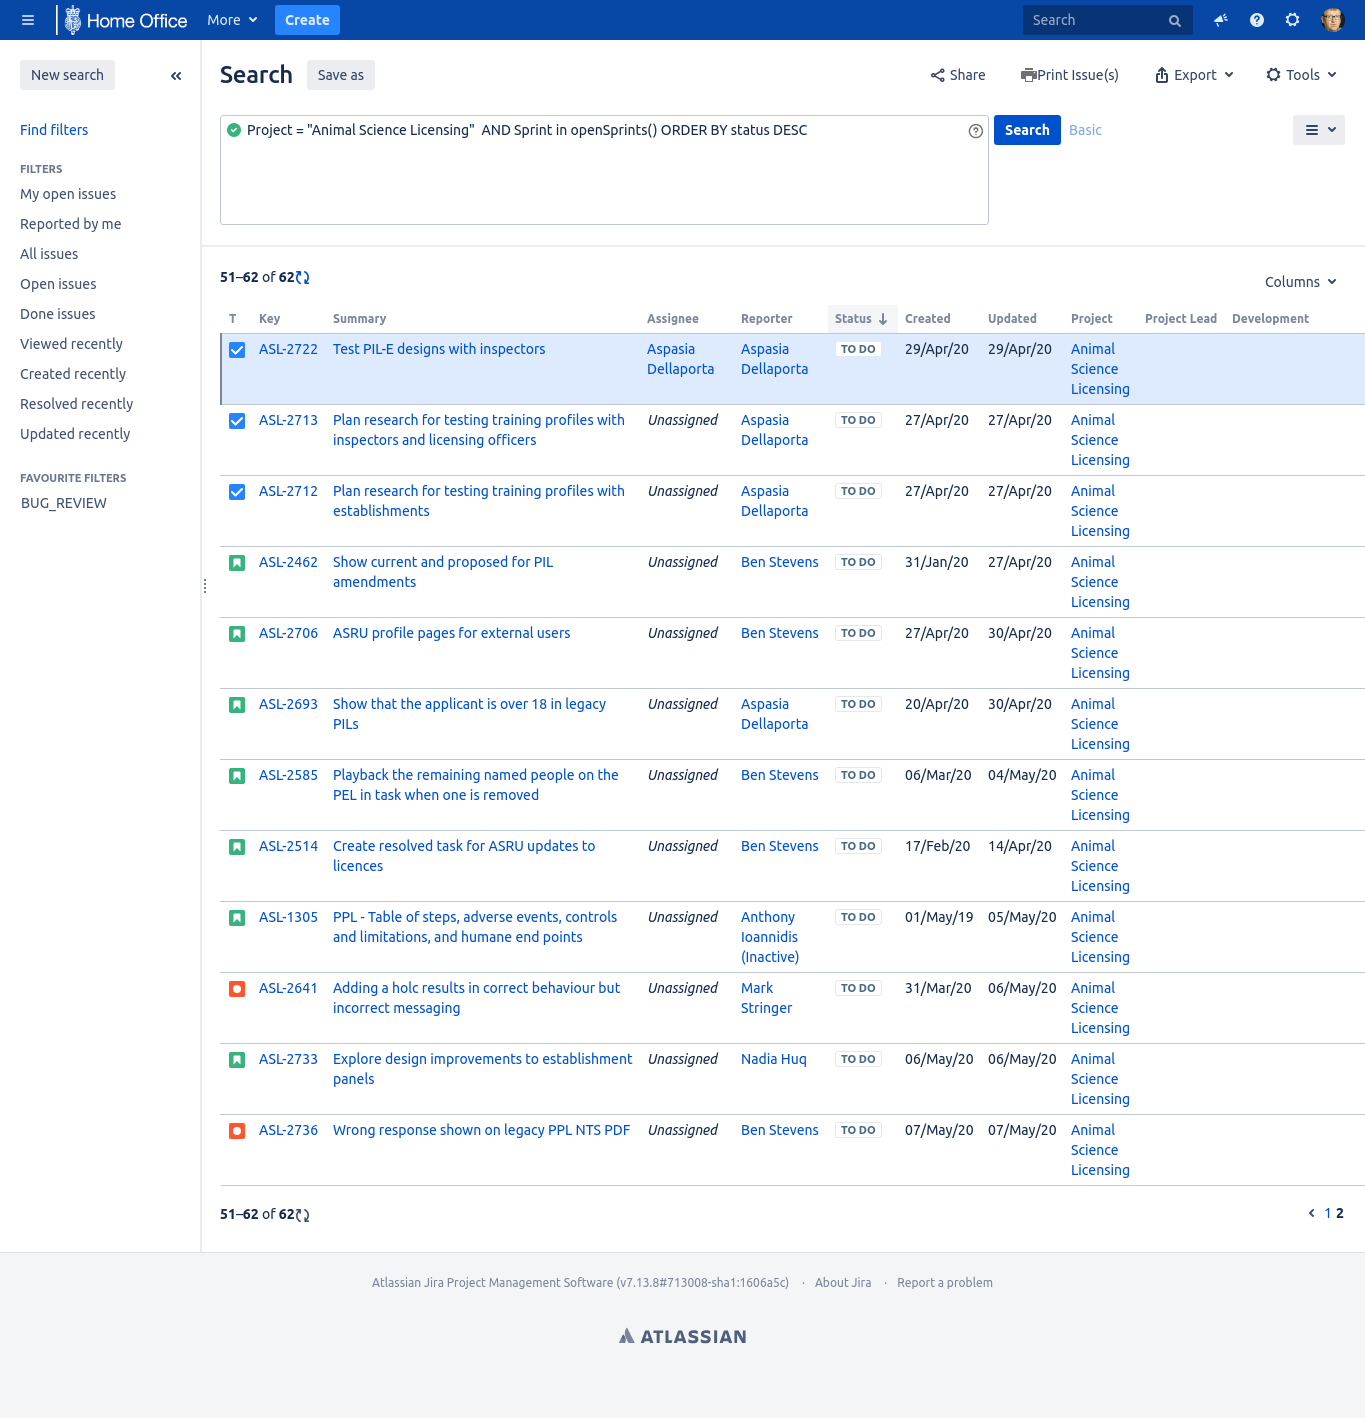 Home Office More Create Search
New search
Search Save as Share Print Issue(s) Export Tools
Find filters
Project = "Animal Science Licensing"  AND Sprint in openSprints() ORDER BY status DESC Search Basic
FILTERS
My open issues
Reported by me
All issues
Open issues
Done issues
Viewed recently
Created recently
Resolved recently
Updated recently
FAVOURITE FILTERS
BUG_REVIEW
51–62 of 62
Columns
T Key Summary Assignee Reporter Status Created Updated Project Project Lead Development
ASL-2722 Test PIL-E designs with inspectors Aspasia Aspasia TO DO 29/Apr/20 29/Apr/20 Animal
Dellaporta Dellaporta Science
Licensing
ASL-2713 Plan research for testing training profiles with Unassigned Aspasia TO DO 27/Apr/20 27/Apr/20 Animal
inspectors and licensing officers Dellaporta Science
Licensing
ASL-2712 Plan research for testing training profiles with Unassigned Aspasia TO DO 27/Apr/20 27/Apr/20 Animal
establishments Dellaporta Science
Licensing
ASL-2462 Show current and proposed for PIL Unassigned Ben Stevens TO DO 31/Jan/20 27/Apr/20 Animal
amendments Science
Licensing
ASL-2706 ASRU profile pages for external users Unassigned Ben Stevens TO DO 27/Apr/20 30/Apr/20 Animal
Science
Licensing
ASL-2693 Show that the applicant is over 18 in legacy Unassigned Aspasia TO DO 20/Apr/20 30/Apr/20 Animal
PILs Dellaporta Science
Licensing
ASL-2585 Playback the remaining named people on the Unassigned Ben Stevens TO DO 06/Mar/20 04/May/20 Animal
PEL in task when one is removed Science
Licensing
ASL-2514 Create resolved task for ASRU updates to Unassigned Ben Stevens TO DO 17/Feb/20 14/Apr/20 Animal
licences Science
Licensing
ASL-1305 PPL - Table of steps, adverse events, controls Unassigned Anthony TO DO 01/May/19 05/May/20 Animal
and limitations, and humane end points Ioannidis Science
(Inactive) Licensing
ASL-2641 Adding a holc results in correct behaviour but Unassigned Mark TO DO 31/Mar/20 06/May/20 Animal
incorrect messaging Stringer Science
Licensing
ASL-2733 Explore design improvements to establishment Unassigned Nadia Huq TO DO 06/May/20 06/May/20 Animal
panels Science
Licensing
ASL-2736 Wrong response shown on legacy PPL NTS PDF Unassigned Ben Stevens TO DO 07/May/20 07/May/20 Animal
Science
Licensing
51–62 of 62 1 2
Atlassian Jira Project Management Software (v7.13.8#713008-sha1:1606a5c) · About Jira · Report a problem
ATLASSIAN